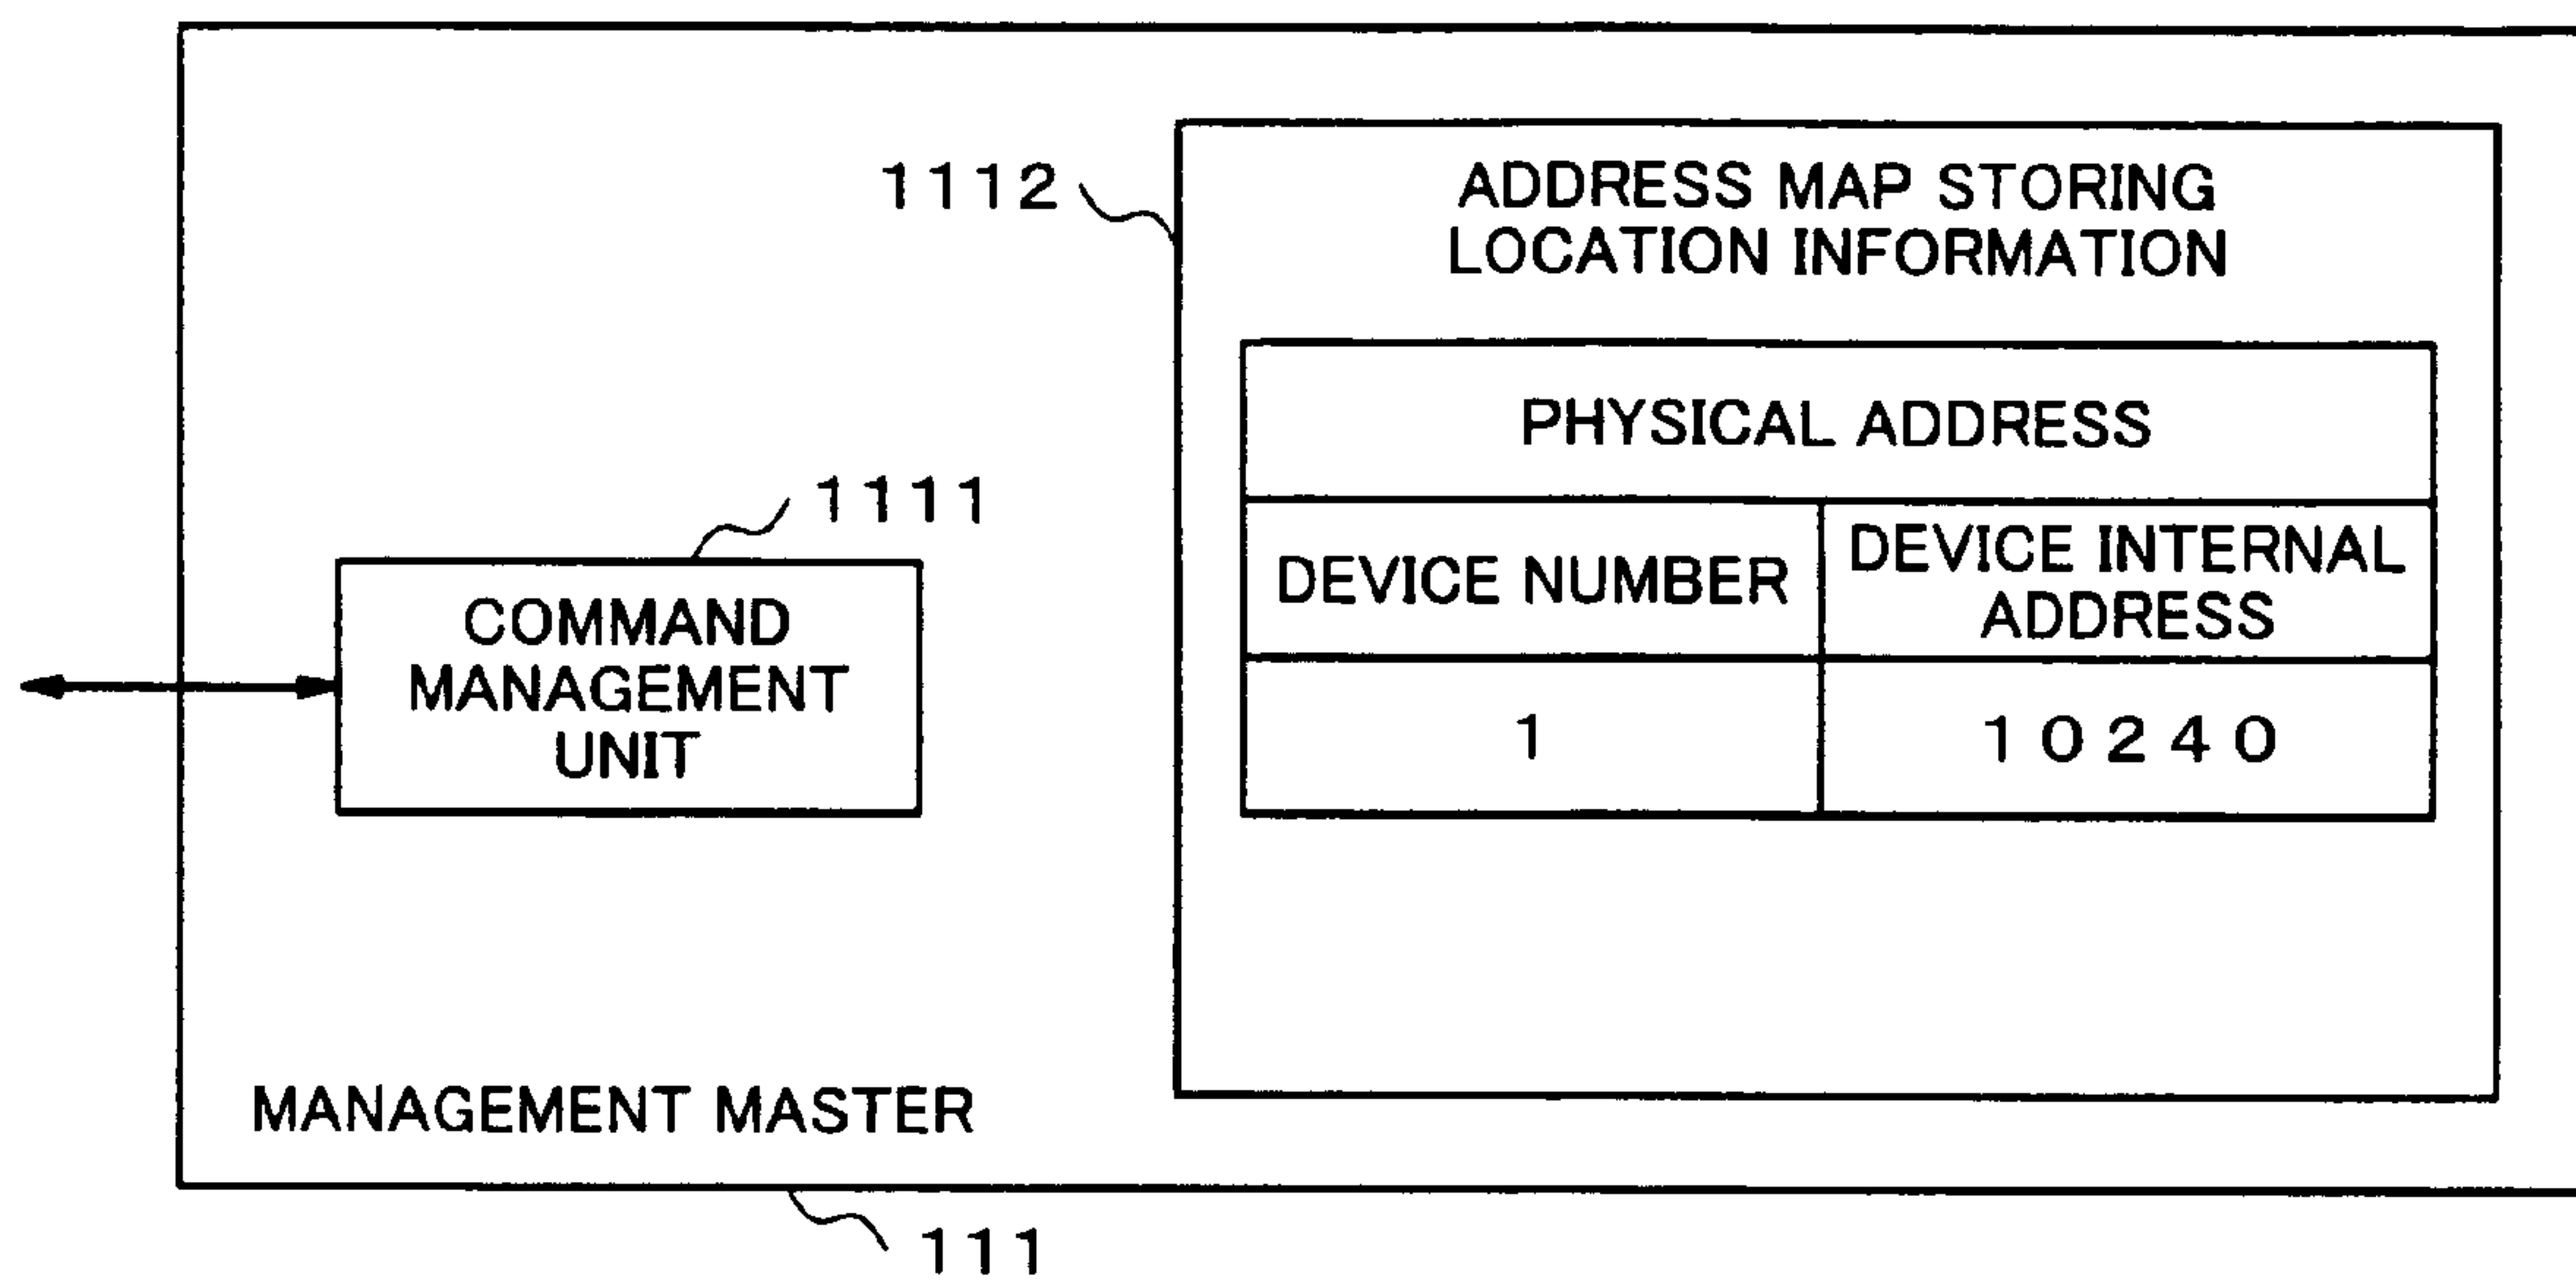 1112
ADDRESS MAP STORING
LOCATION INFORMATION
PHYSICAL ADDRESS
1111
DEVICE NUMBER
DEVICE INTERNAL
ADDRESS
COMMAND
MANAGEMENT
UNIT
1
10240
MANAGEMENT MASTER
111